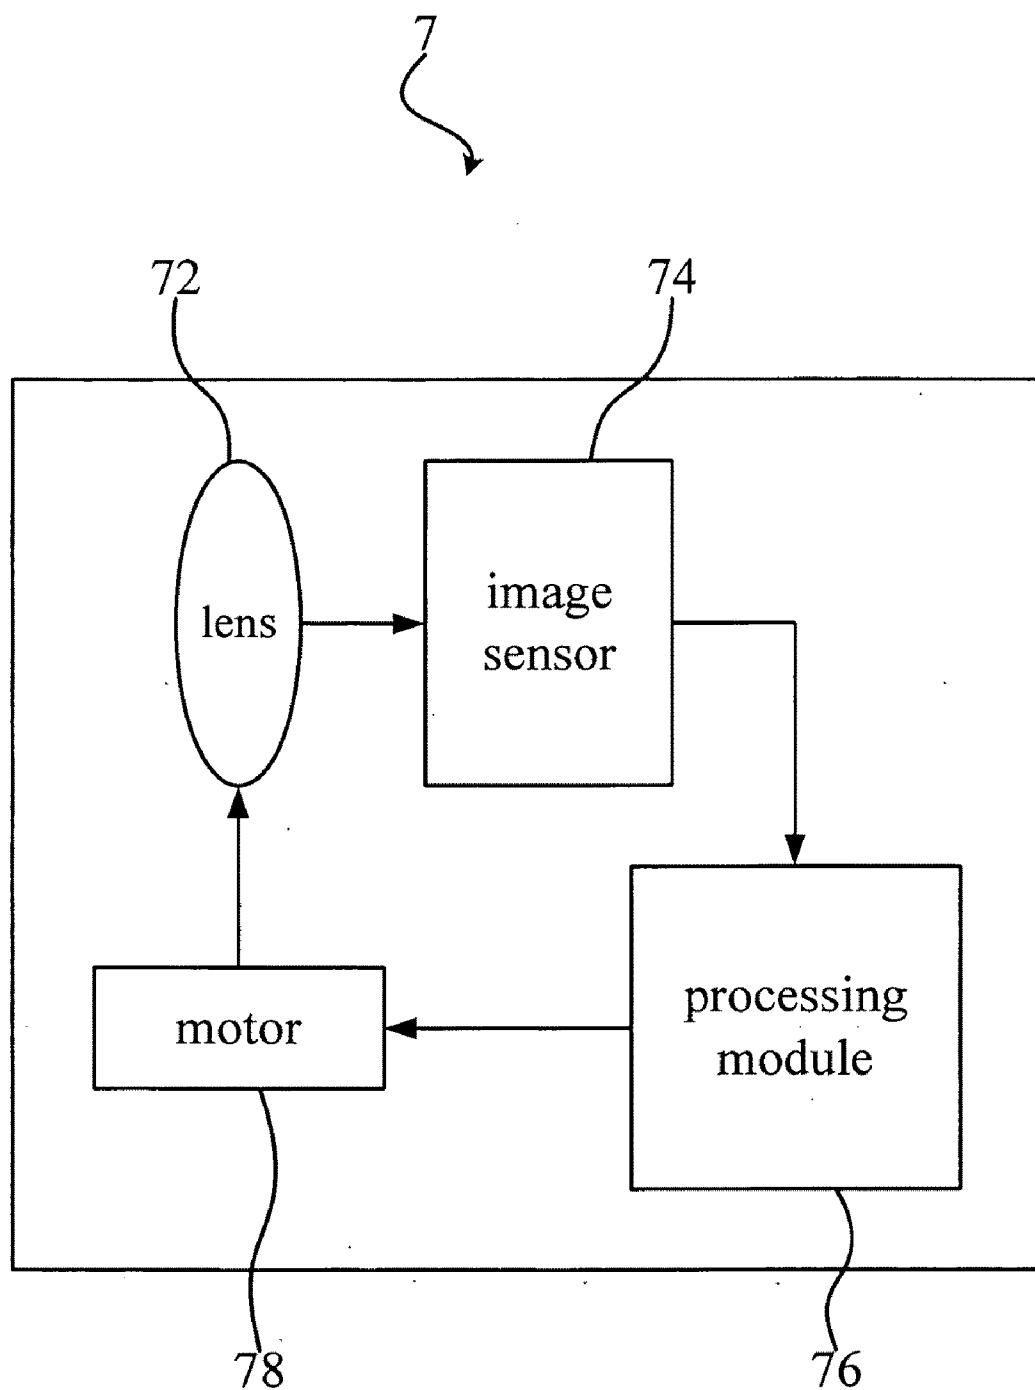 7
72
74
lens
image
sensor
motor
processing
module
78
76